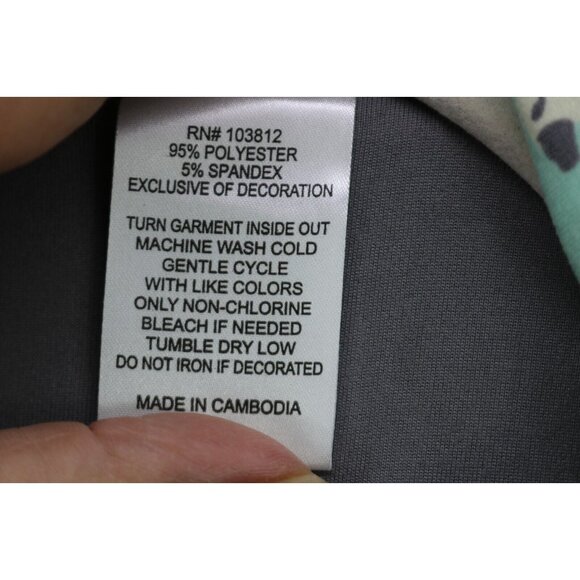 RN# 103812
95% POLYESTER
5% SPANDEX
EXCLUSIVE OF DECORATION
TURN GARMENT INSIDE OUT
MACHINE WASH COLD
GENTLE CYCLE
WITH LIKE COLORS
ONLY NON-CHLORINE
BLEACH IF NEEDED
TUMBLE DRY LOW
DO NOT IRON IF DECORATED
MADE IN CAMBODIA